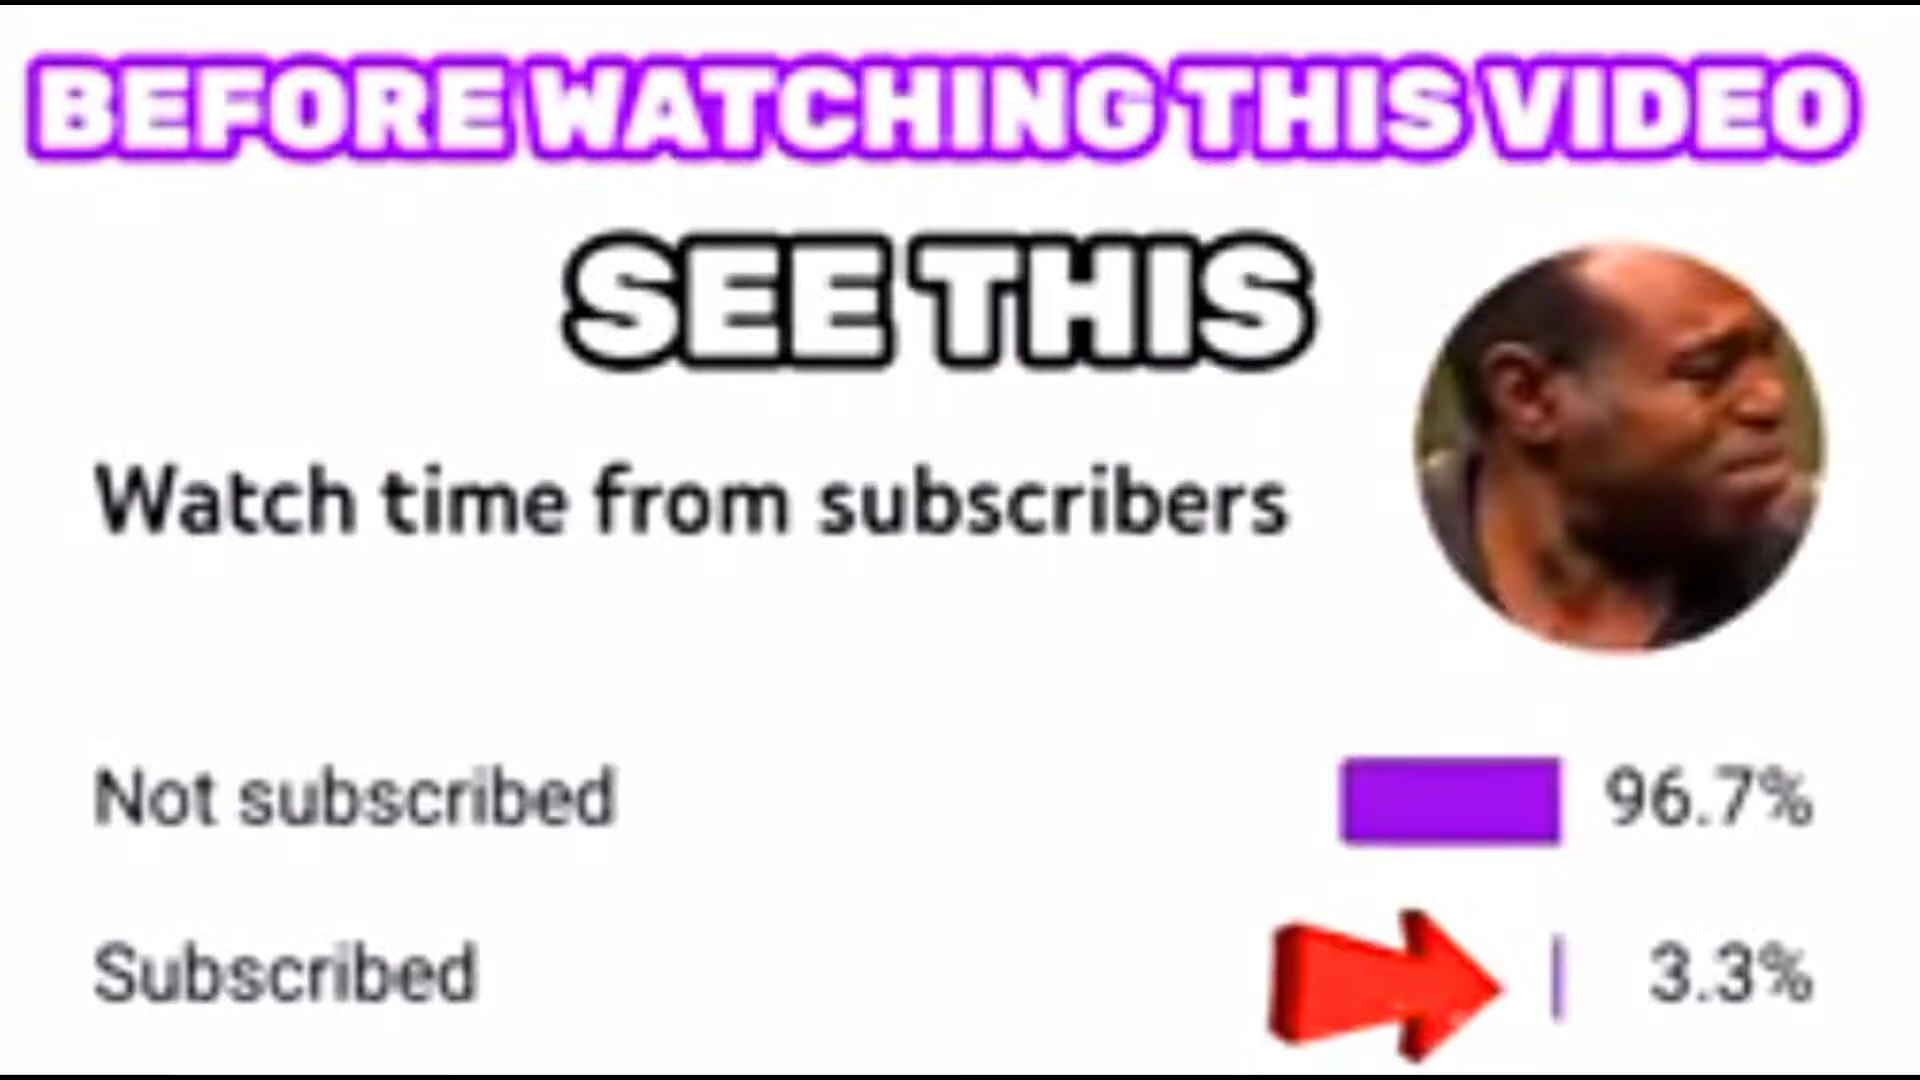 BEFORE WATCHING THIS VIDEO
SEE THIS
Watch time from subscribers
Not subscribed 96.7%
Subscribed 3.3%